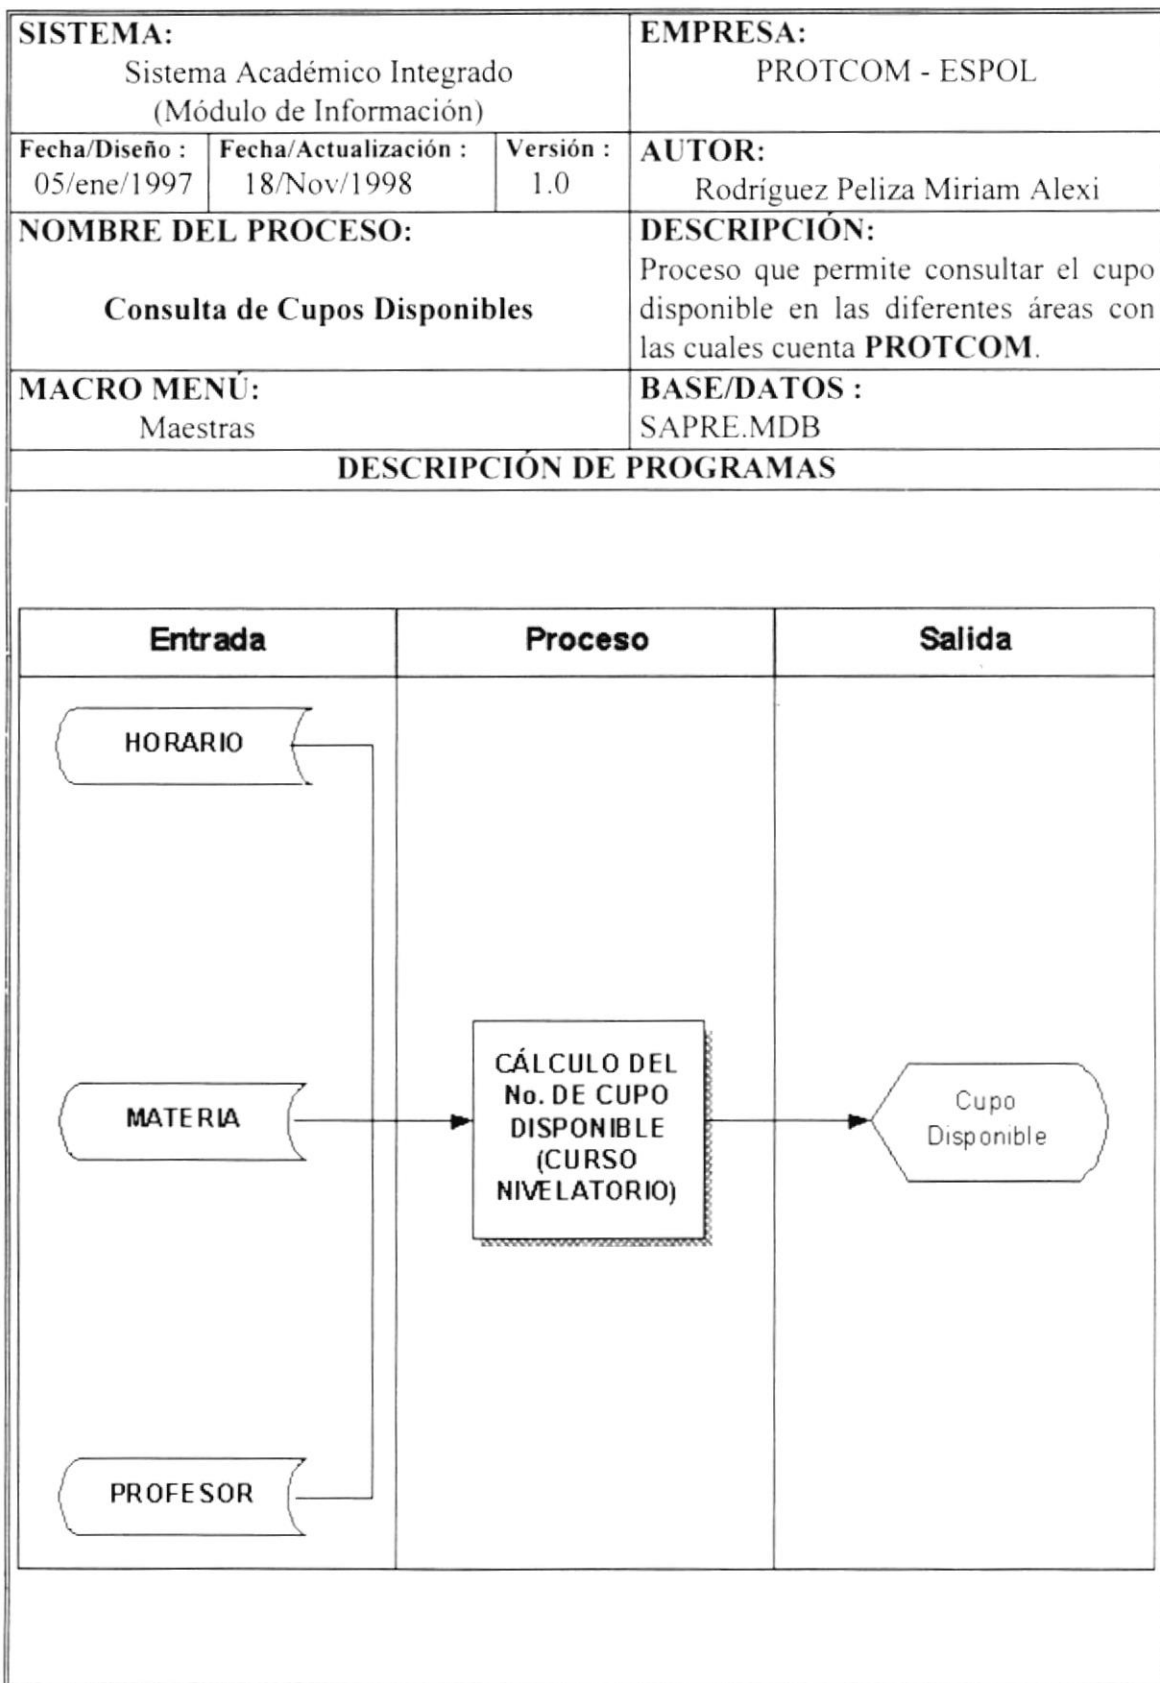 SISTEMA:
Sistema Académico Integrado
(Módulo de Información)
EMPRESA:
PROTCOM - ESPOL
Fecha/Diseño :
05/ene/1997
Fecha/Actualización :
18/Nov/1998
Versión :
1.0
AUTOR:
Rodríguez Peliza Miriam Alexi
NOMBRE DEL PROCESO:
Consulta de Cupos Disponibles
DESCRIPCIÓN:
Proceso que permite consultar el cupo
disponible en las diferentes áreas con
las cuales cuenta PROTCOM.
MACRO MENÚ:
Maestras
BASE/DATOS :
SAPRE.MDB
DESCRIPCIÓN DE PROGRAMAS
Entrada
Proceso
Salida
HORARIO
MATERIA
PROFESOR
CÁLCULO DEL
No. DE CUPO
DISPONIBLE
(CURSO
NIVELATORIO)
Cupo
Disponible